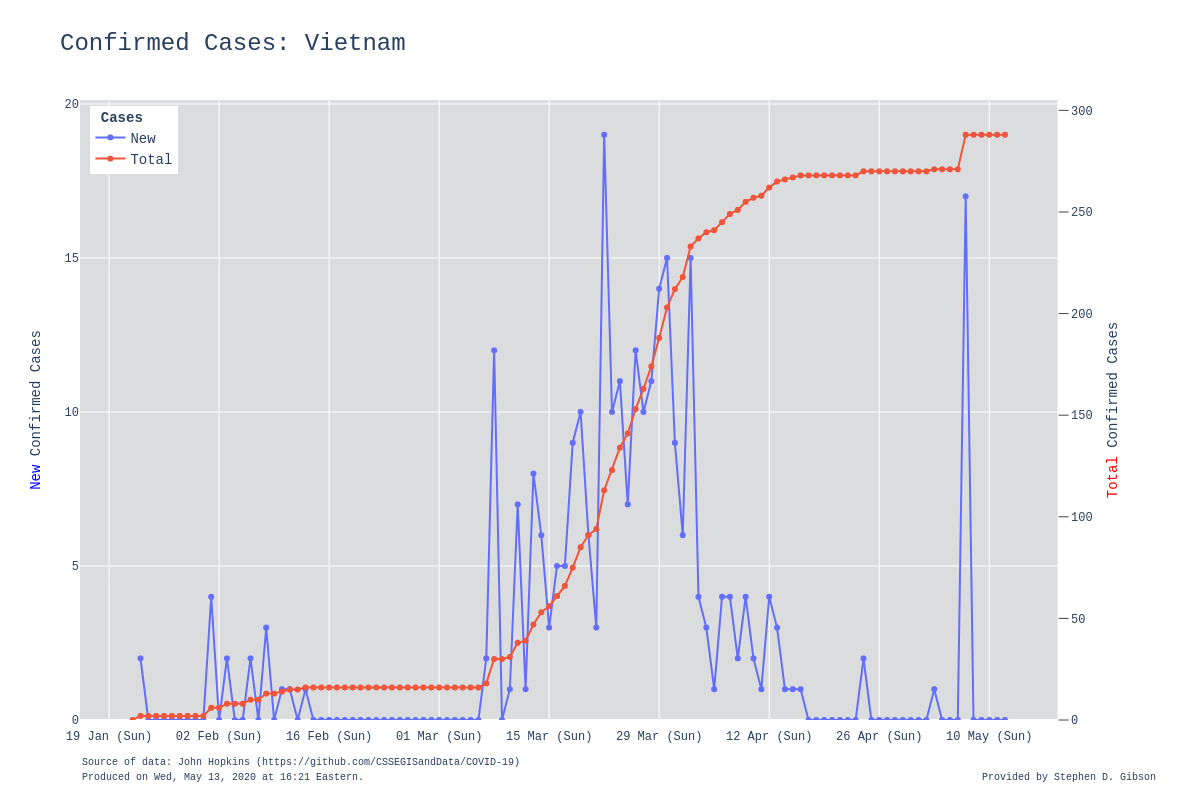 Confirmed Cases: Vietnam
Cases
New
Total
20
15
10
5
0
300
250
200
150
100
50
0
New Confirmed Cases
Total Confirmed Cases
19 Jan (Sun) 02 Feb (Sun) 16 Feb (Sun) 01 Mar (Sun) 15 Mar (Sun) 29 Mar (Sun) 12 Apr (Sun) 26 Apr (Sun) 10 May (Sun)
Source of data: John Hopkins (https://github.com/CSSEGISandData/COVID-19)
Produced on Wed, May 13, 2020 at 16:21 Eastern.
Provided by Stephen D. Gibson